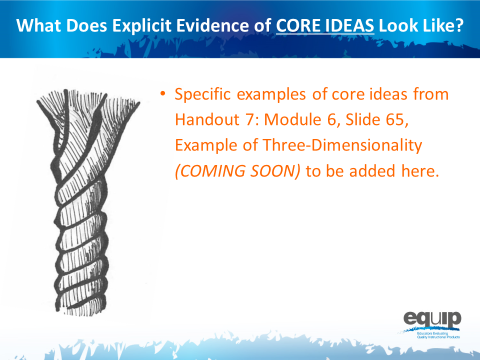 What Does Explicit Evidence of CORE IDEAS Look Like?
• Specific examples of core ideas from
Handout 7: Module 6, Slide 65,
Example of Three-Dimensionality
(COMING SOON) to be added here.
equip
Educators Evaluating
Quality Instructional Products